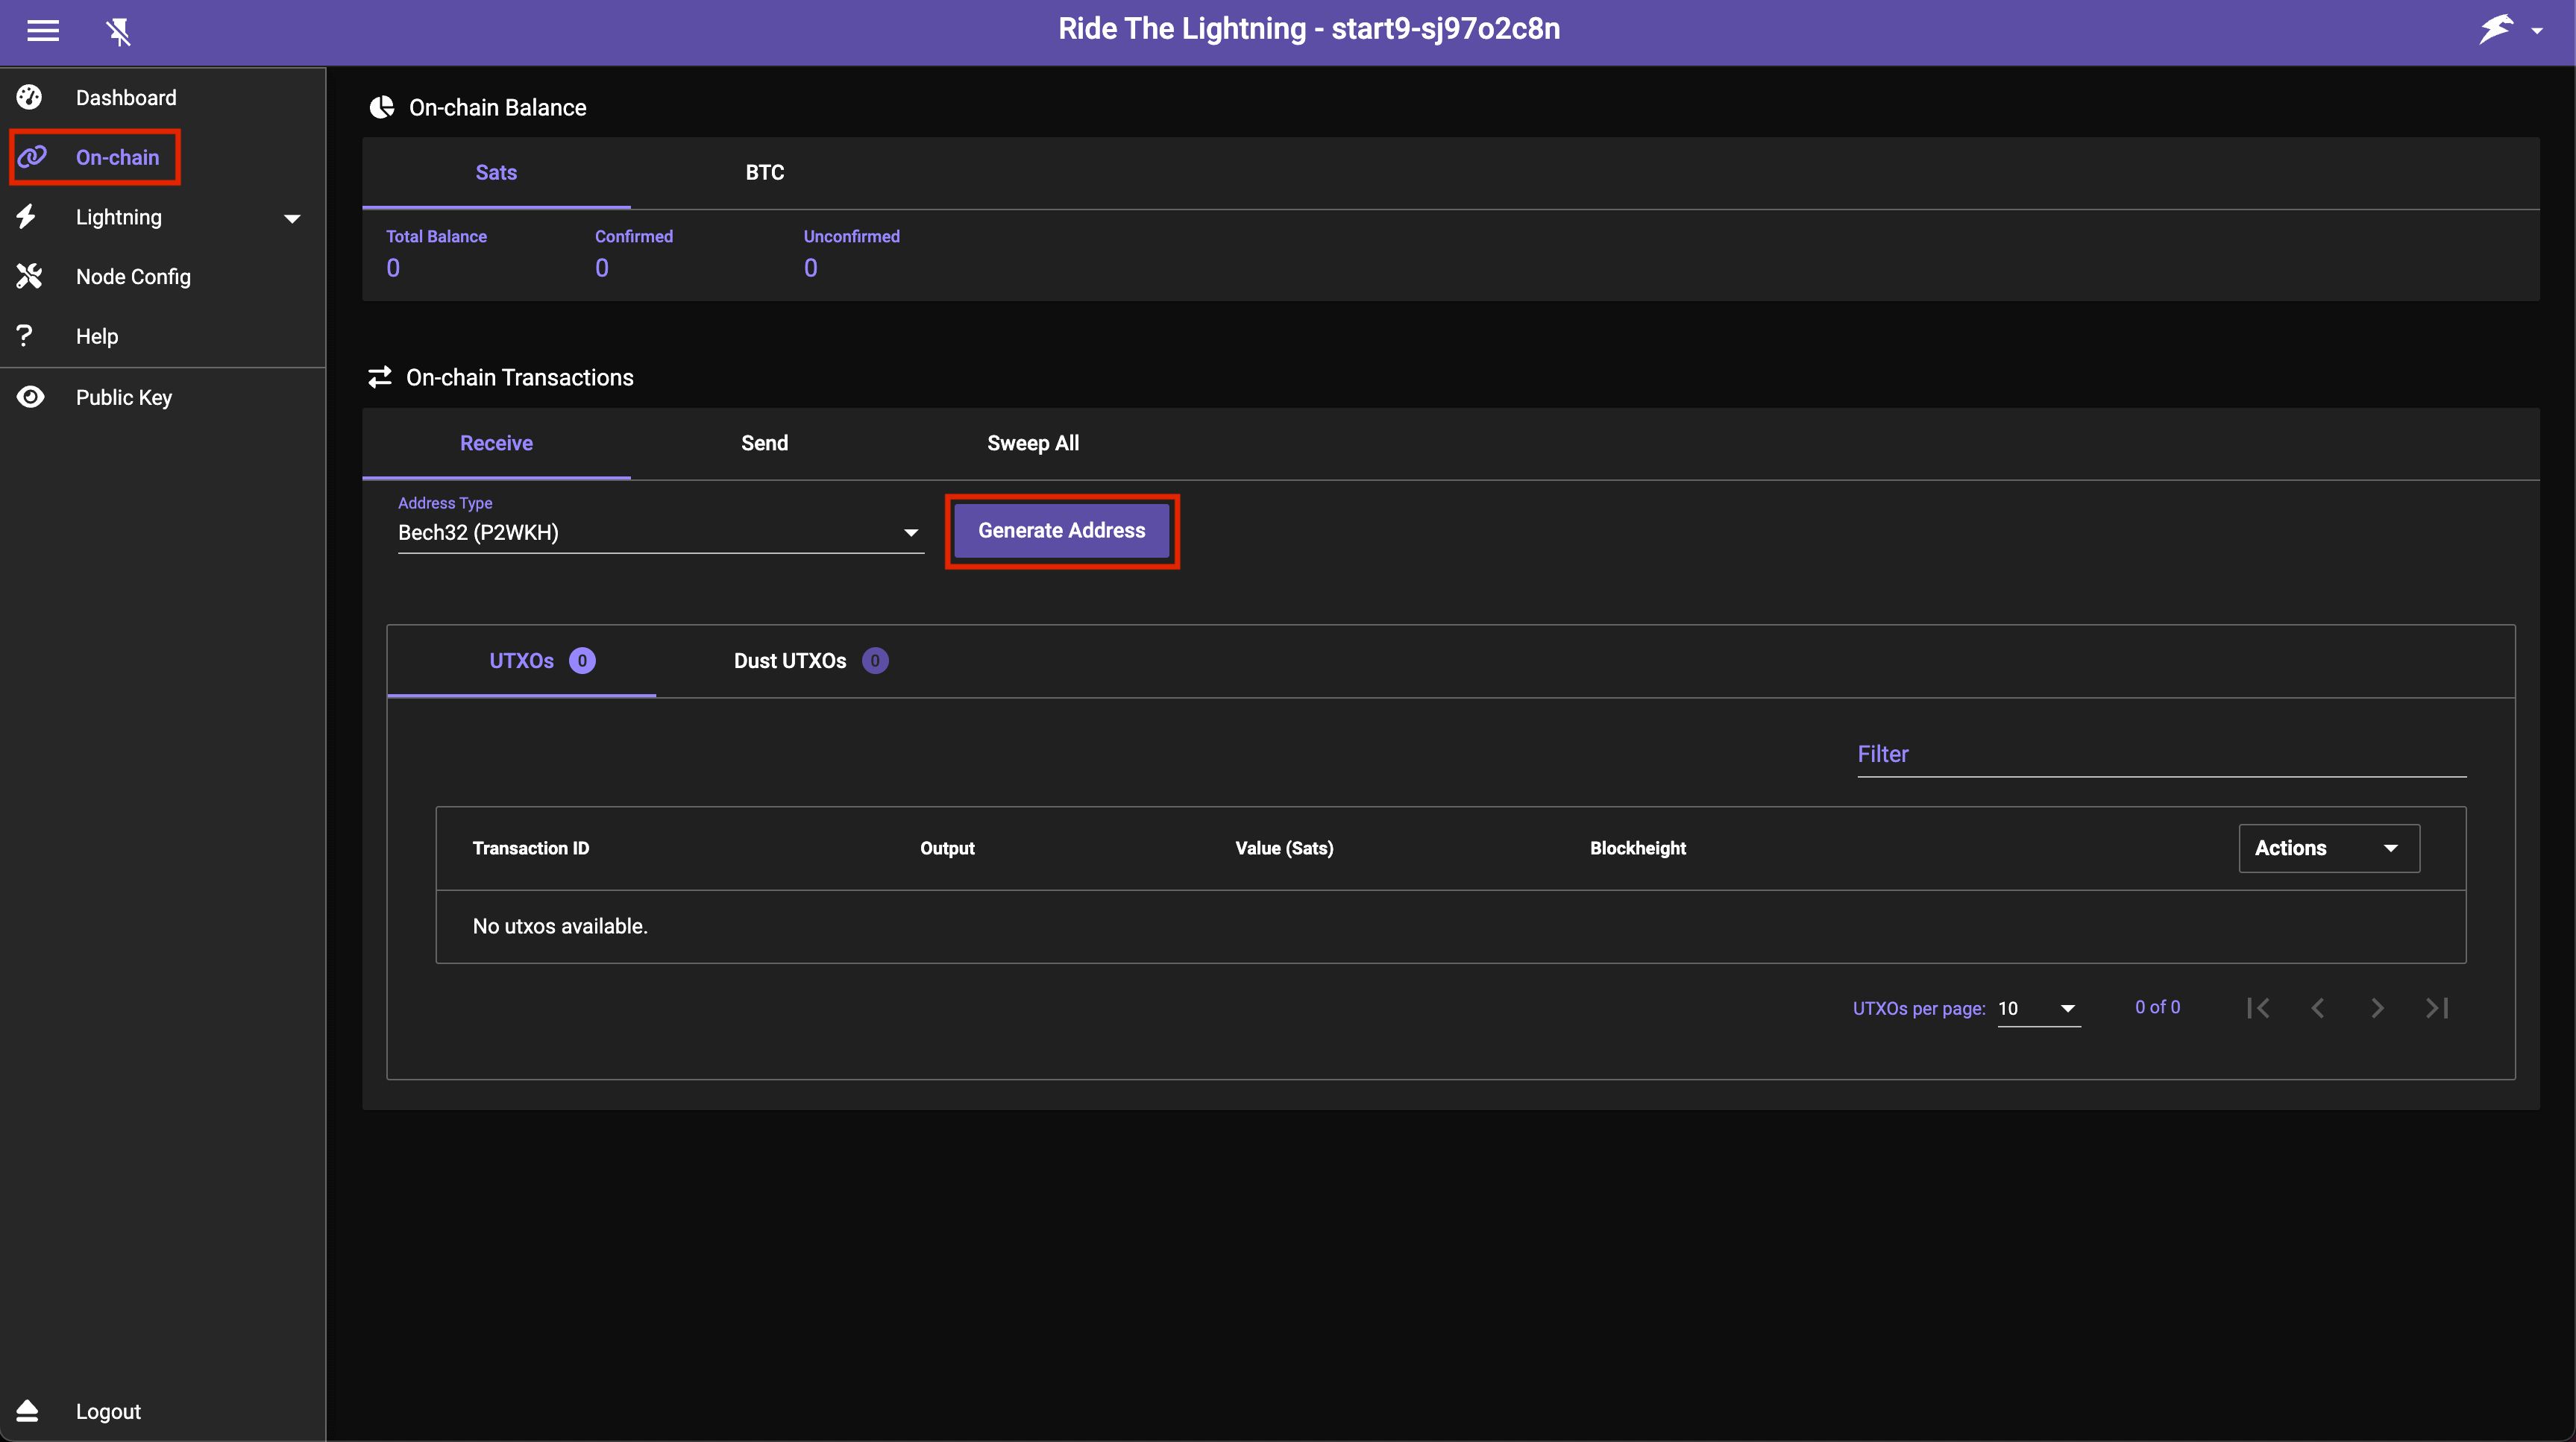 Ride The Lightning - start9-sj97o2c8n
Dashboard
On-chain
Lightning
Node Config
Help
Public Key
Logout
On-chain Balance
Sats BTC
Total Balance Confirmed Unconfirmed
0 0 0
On-chain Transactions
Receive Send Sweep All
Address Type
Bech32 (P2WKH) Generate Address
UTXOs 0 Dust UTXOs 0
Filter
Transaction ID Output Value (Sats) Blockheight Actions
No utxos available.
UTXOs per page: 10 0 of 0